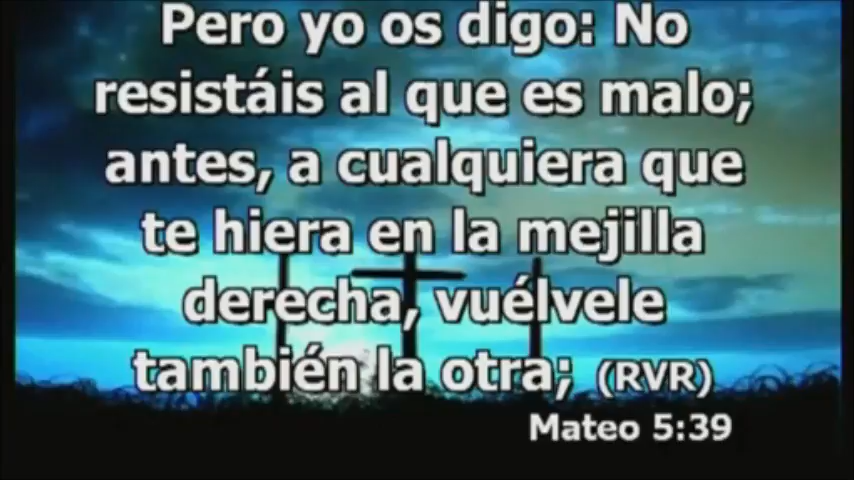 Pero yo os digo: No
resistáis al que es malo;
antes, a cualquiera que
te hiera en la mejilla
derecha, vuélvele
también la otra; (RVR)
Mateo 5:39